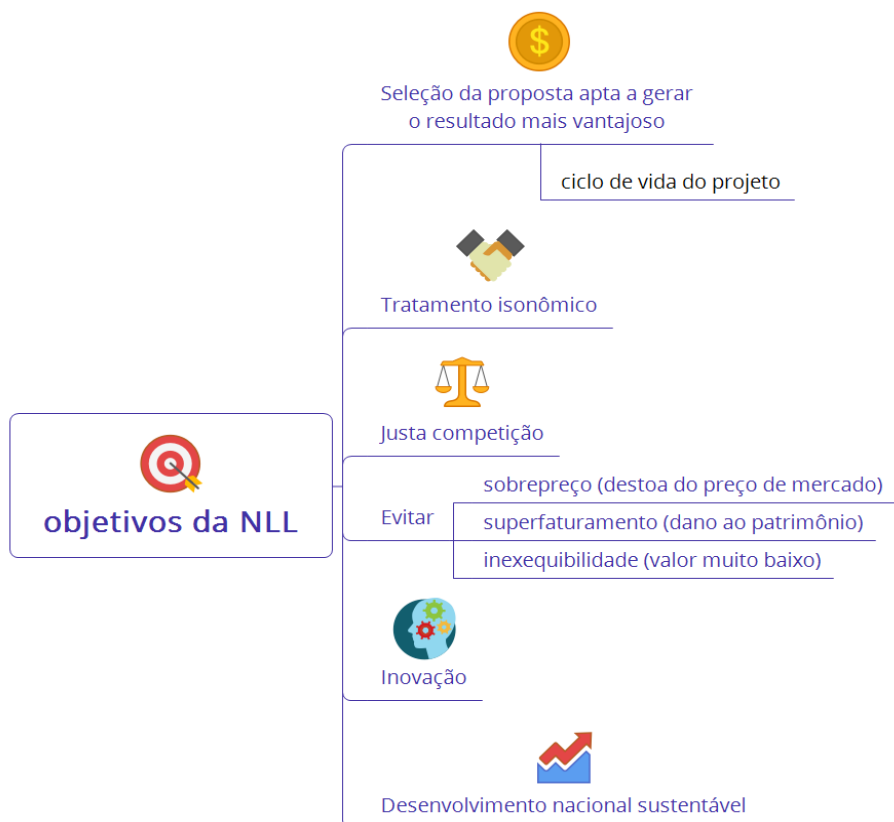 $
Seleção da proposta apta a gerar
o resultado mais vantajoso
ciclo de vida do projeto
Tratamento isonômico
Justa competição
objetivos da NLL
Evitar
sobrepreço (destoa do preço de mercado)
superfaturamento (dano ao patrimônio)
inexequibilidade (valor muito baixo)
Inovação
Desenvolvimento nacional sustentável